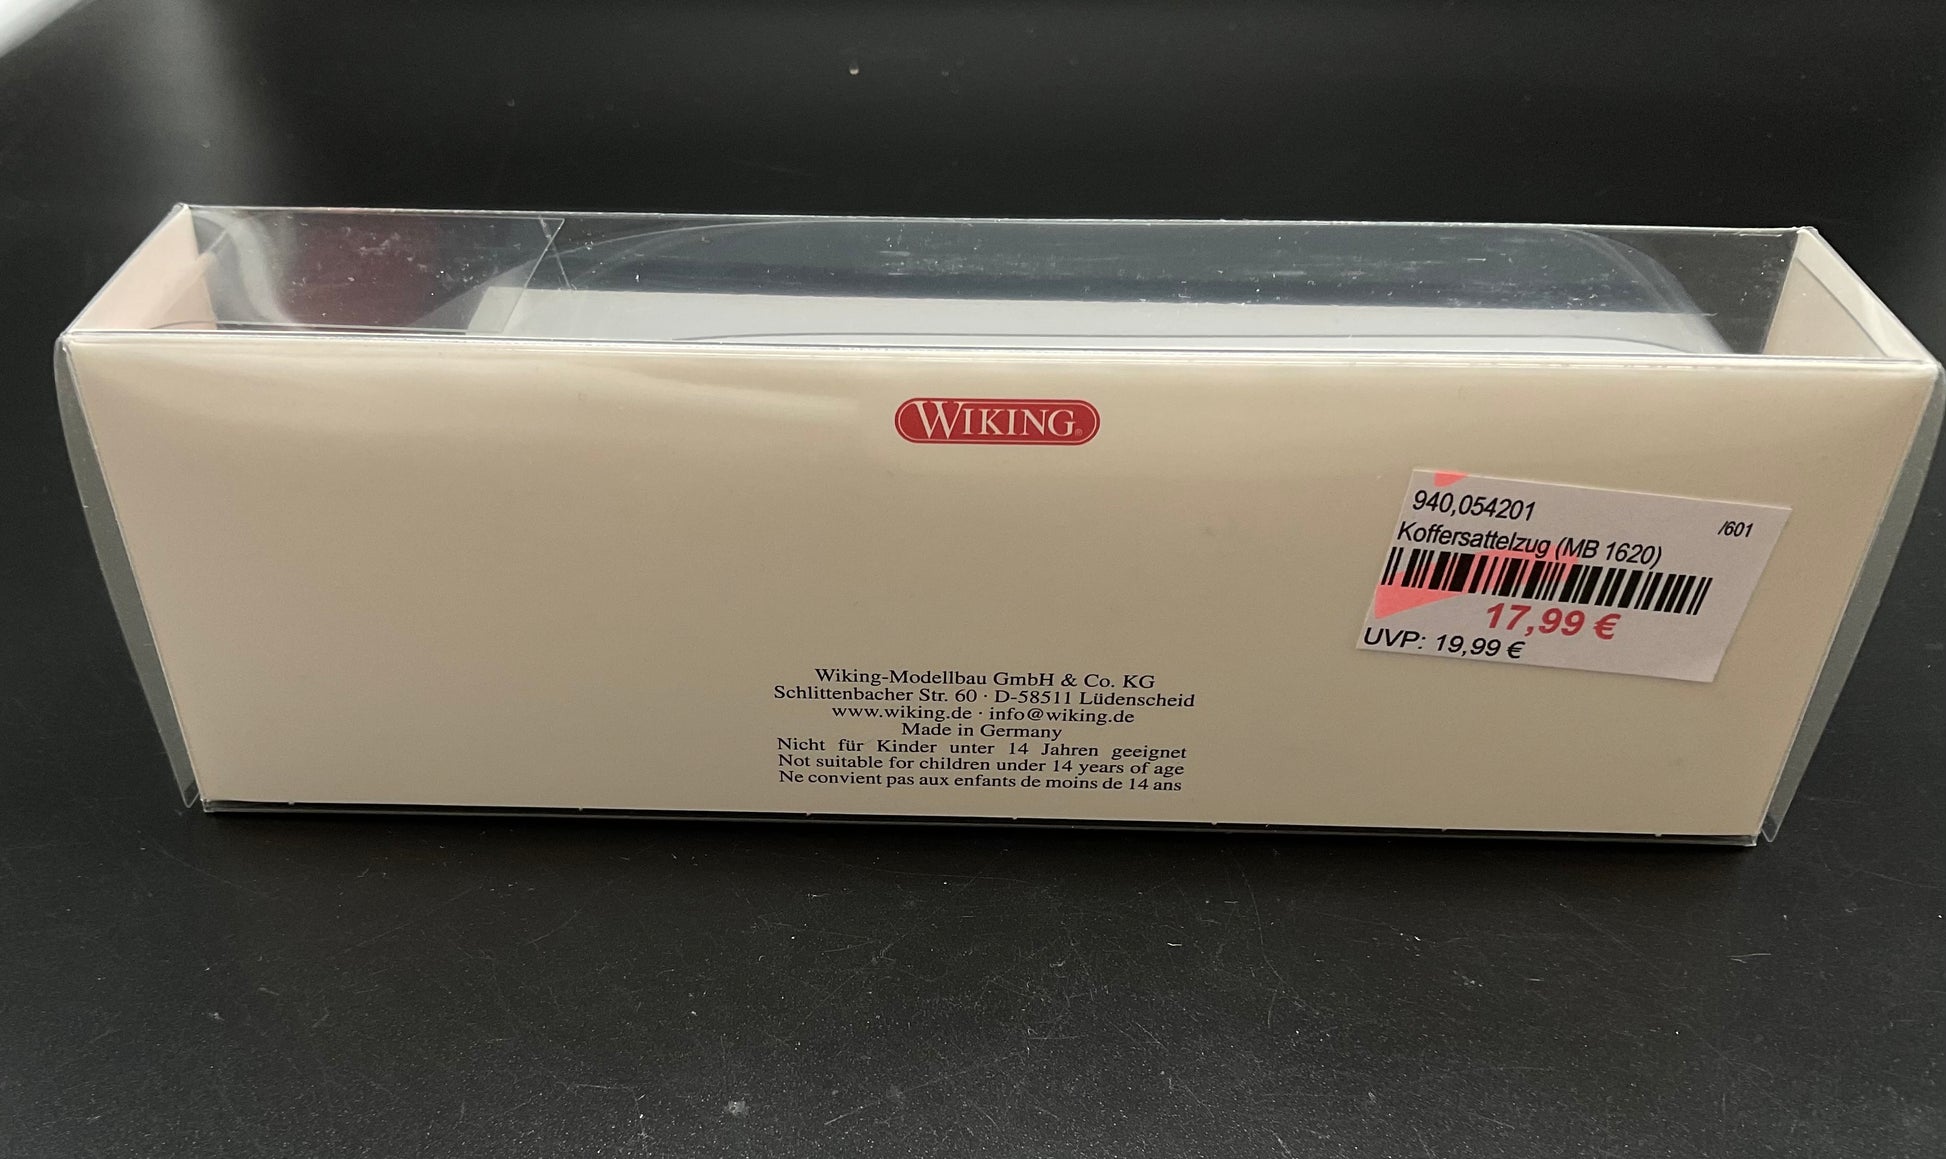 WIKING®
940,054201
/601
Koffersattelzug (MB 1620)
17,99 €
UVP: 19,99 €
Wiking-Modellbau GmbH & Co. KG
Schlittenbacher Str. 60 · D-58511 Lüdenscheid
www.wiking.de · info@wiking.de
Made in Germany
Nicht für Kinder unter 14 Jahren geeignet
Not suitable for children under 14 years of age
Ne convient pas aux enfants de moins de 14 ans